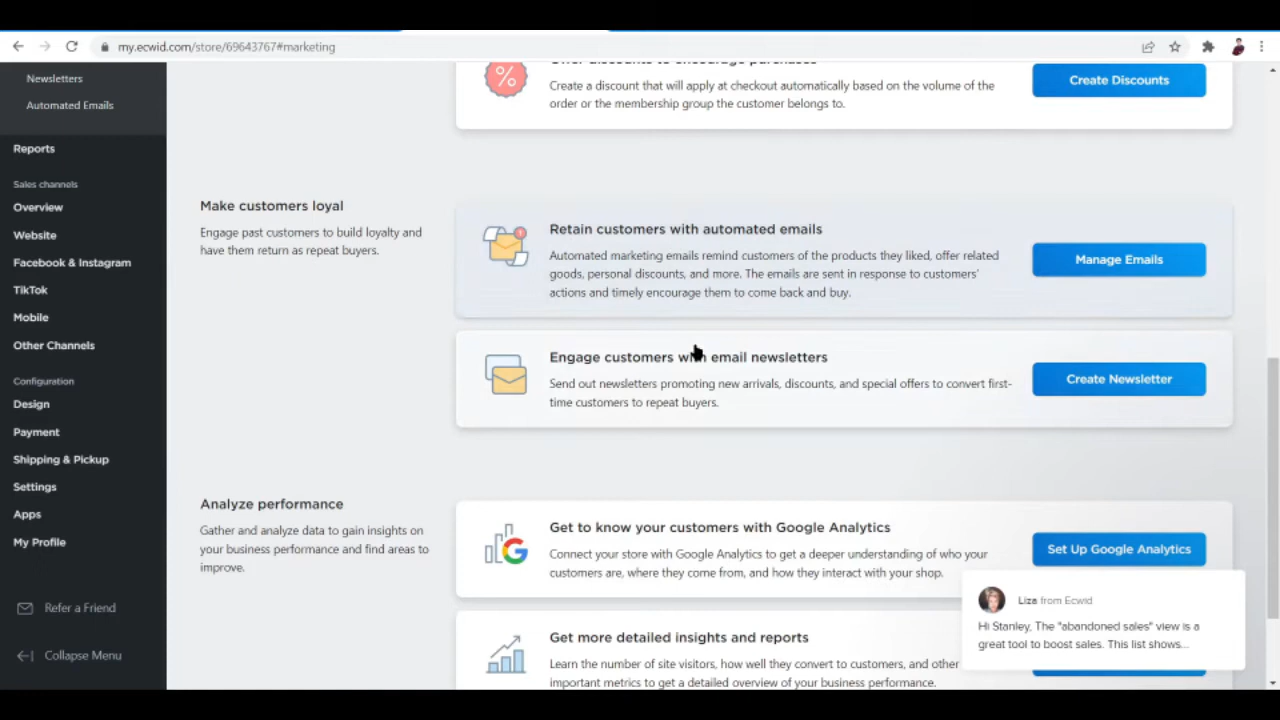 my.ecwid.com/store/69643767#marketing
Newsletters
Automated Emails
Reports
Sales channels
Overview
Website
Facebook & Instagram
TikTok
Mobile
Other Channels
Configuration
Design
Payment
Shipping & Pickup
Settings
Apps
My Profile
Refer a Friend
Collapse Menu
Offer discounts to encourage purchases
Create a discount that will apply at checkout automatically based on the volume of the
order or the membership group the customer belongs to.
Create Discounts
Make customers loyal
Engage past customers to build loyalty and
have them return as repeat buyers.
Retain customers with automated emails
Automated marketing emails remind customers of the products they liked, offer related
goods, personal discounts, and more. The emails are sent in response to customers'
actions and timely encourage them to come back and buy.
Manage Emails
Engage customers with email newsletters
Send out newsletters promoting new arrivals, discounts, and special offers to convert first-
time customers to repeat buyers.
Create Newsletter
Analyze performance
Gather and analyze data to gain insights on
your business performance and find areas to
improve.
Get to know your customers with Google Analytics
Connect your store with Google Analytics to get a deeper understanding of who your
customers are, where they come from, and how they interact with your shop.
Set Up Google Analytics
Get more detailed insights and reports
Learn the number of site visitors, how well they convert to customers, and other
important metrics to get a detailed overview of your business performance.
Liza from Ecwid
Hi Stanley, The "abandoned sales" view is a
great tool to boost sales. This list shows...